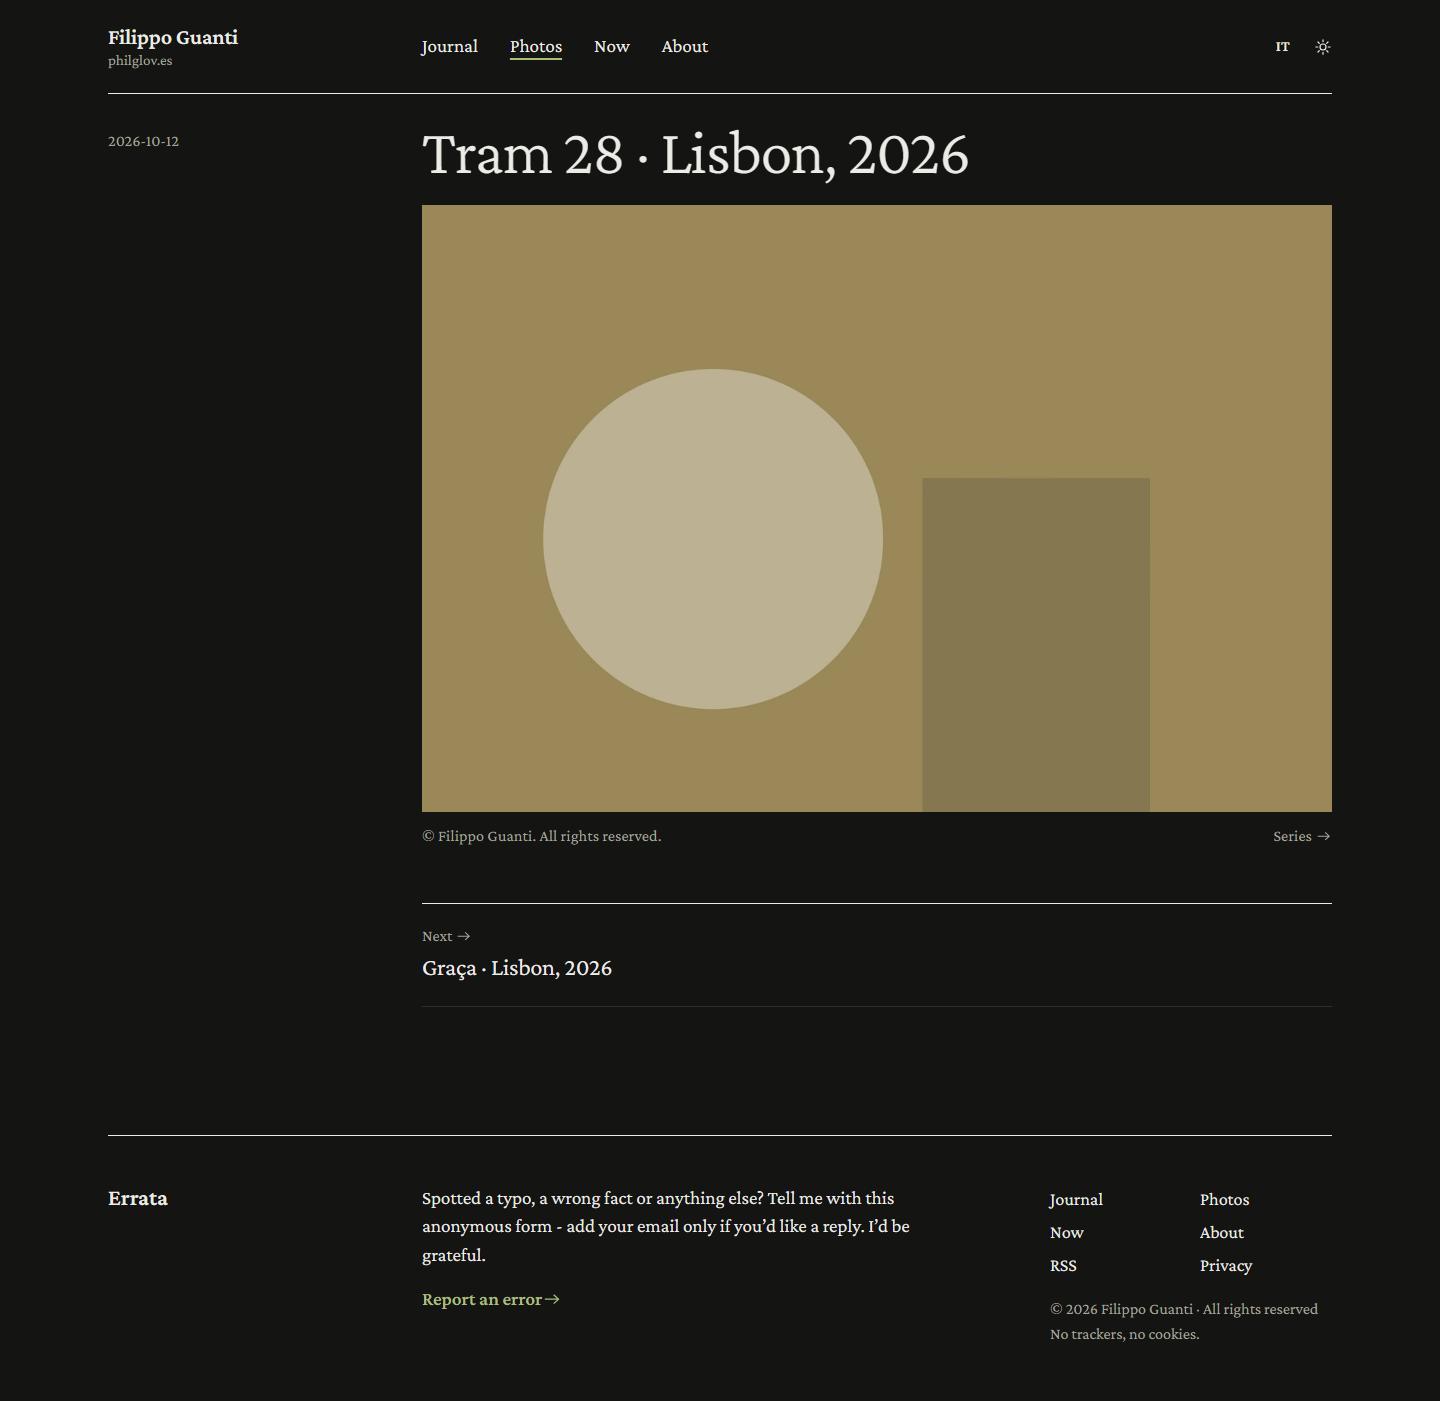 Filippo Guanti
philglov.es
Journal
Photos
Now
About
IT
2026-10-12
Tram 28 · Lisbon, 2026
© Filippo Guanti. All rights reserved.
Series →
Next →
Graça · Lisbon, 2026
Errata
Spotted a typo, a wrong fact or anything else? Tell me with this
anonymous form - add your email only if you’d like a reply. I’d be
grateful.
Report an error→
Journal
Photos
Now
About
RSS
Privacy
© 2026 Filippo Guanti · All rights reserved
No trackers, no cookies.